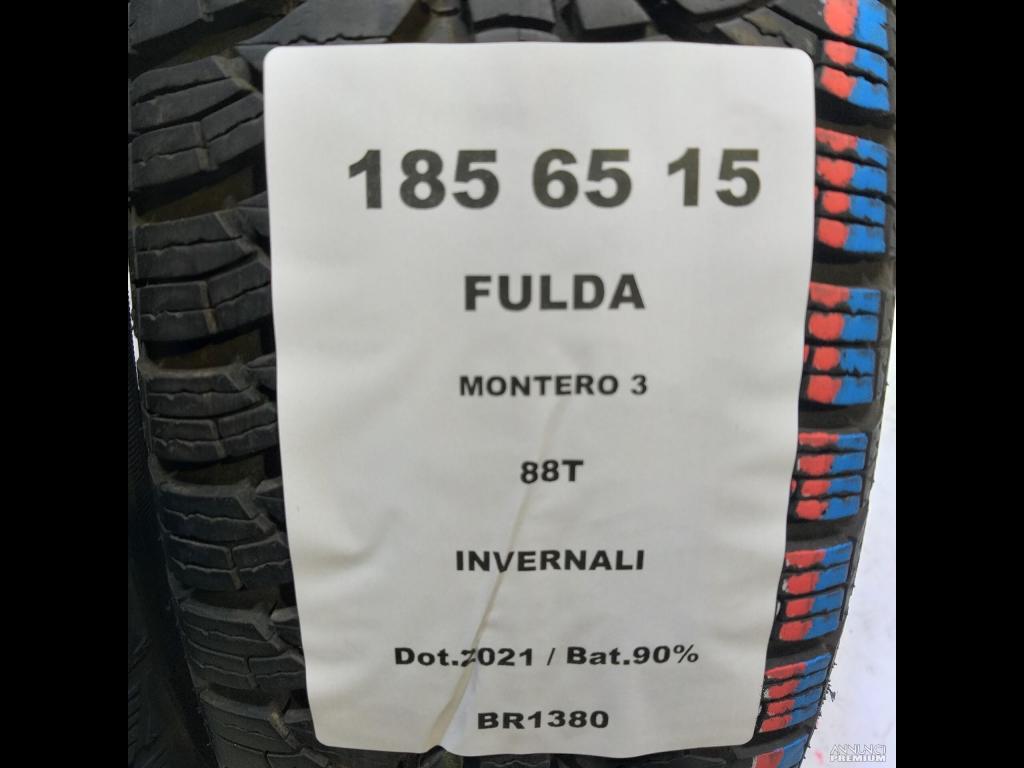 185 65 15
FULDA
MONTERO 3
88T
INVERNALI
Dot.2021 / Bat.90%
BR1380
ANNUNCI
PREMIUM